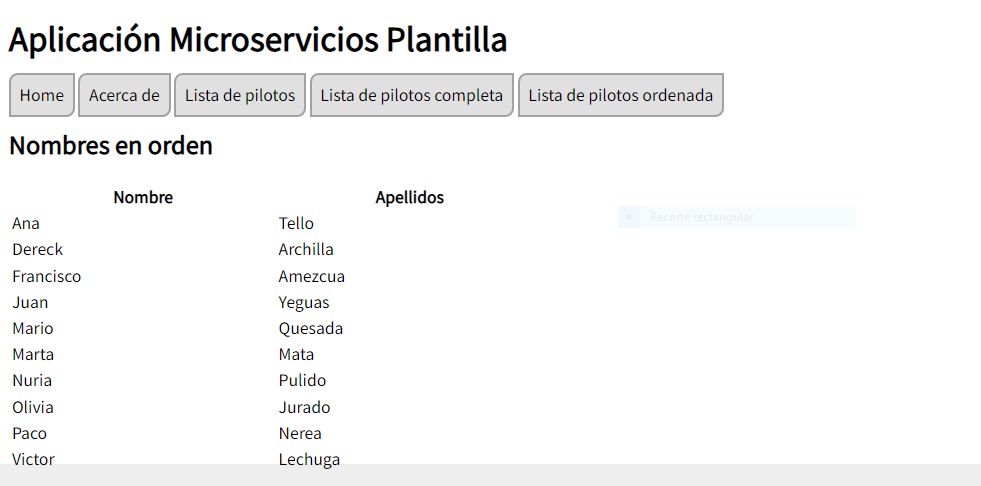 Aplicación Microservicios Plantilla
Home Acerca de Lista de pilotos Lista de pilotos completa Lista de pilotos ordenada
Nombres en orden
Nombre Apellidos
Ana Tello
Recorte rectangular
Dereck Archilla
Francisco Amezcua
Juan Yeguas
Mario Quesada
Marta Mata
Nuria Pulido
Olivia Jurado
Paco Nerea
Victor Lechuga